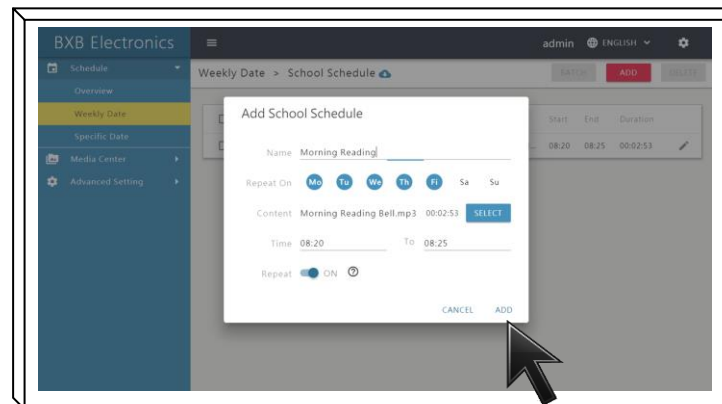 BXB Electronics
admin ENGLISH
Schedule
Weekly Date > School Schedule
BATCH ADD DELETE
Overview
Weekly Date
Specific Date
Media Center
Advanced Setting
Start End Duration
08:20 08:25 00:02:53
Add School Schedule
Name Morning Reading
Repeat On Mo Tu We Th Fi Sa Su
Content Morning Reading Bell.mp3 00:02:53 SELECT
Time 08:20 To 08:25
Repeat ON
CANCEL ADD